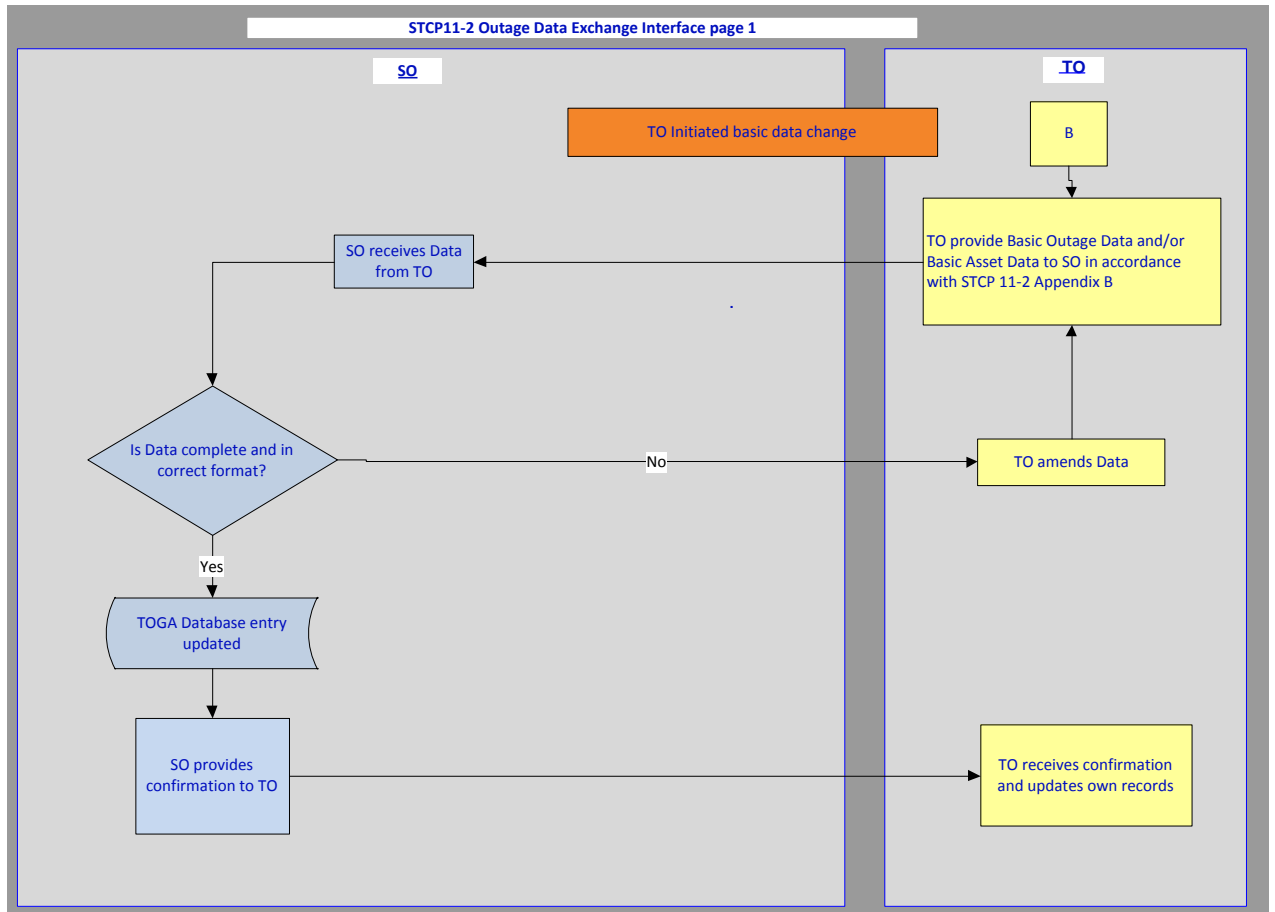 STCP11-2 Outage Data Exchange Interface page 1
SO
TO
TO Initiated basic data change
B
TO provide Basic Outage Data and/or
Basic Asset Data to SO in accordance
with STCP 11-2 Appendix B
SO receives Data
from TO
Is Data complete and in
correct format?
No
TO amends Data
Yes
TOGA Database entry
updated
SO provides
confirmation to TO
TO receives confirmation
and updates own records